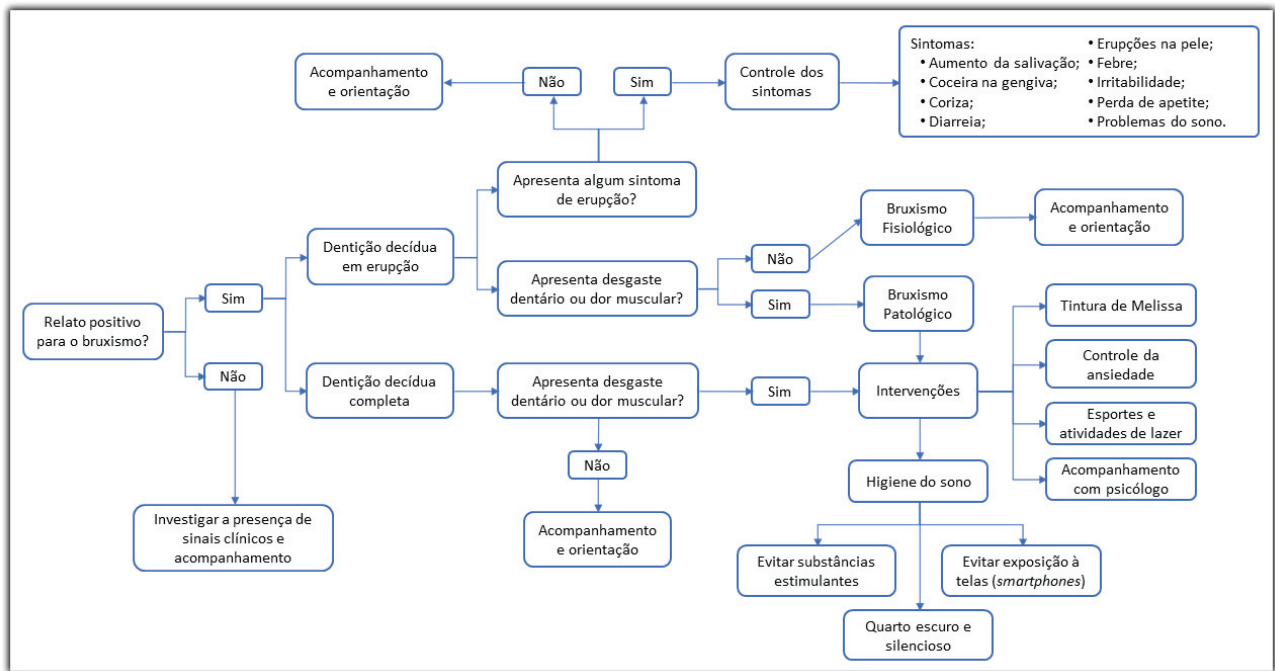 Sintomas:
• Aumento da salivação;
• Coceira na gengiva;
• Coriza;
• Diarreia;
• Erupções na pele;
• Febre;
• Irritabilidade;
• Perda de apetite;
• Problemas do sono.
Acompanhamento
e orientação
Não
Sim
Controle dos
sintomas
Apresenta algum sintoma
de erupção?
Dentição decídua
em erupção
Apresenta desgaste
dentário ou dor muscular?
Não
Sim
Bruxismo
Fisiológico
Acompanhamento
e orientação
Bruxismo
Patológico
Relato positivo
para o bruxismo?
Sim
Não
Dentição decídua
completa
Apresenta desgaste
dentário ou dor muscular?
Sim
Intervenções
Tintura de Melissa
Controle da
ansiedade
Esportes e
atividades de lazer
Acompanhamento
com psicólogo
Não
Acompanhamento
e orientação
Investigar a presença de
sinais clínicos e
acompanhamento
Higiene do sono
Evitar substâncias
estimulantes
Evitar exposição à
telas (smartphones)
Quarto escuro e
silencioso